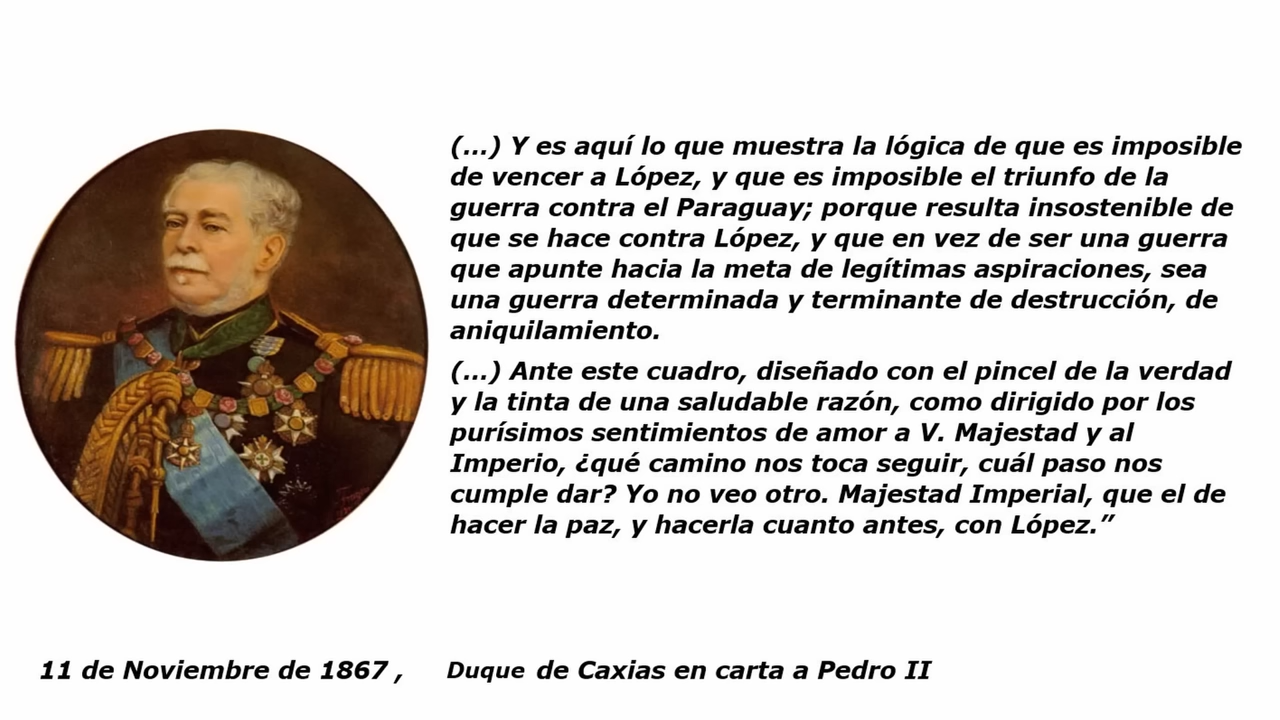 (...) Y es aquí lo que muestra la lógica de que es imposible
de vencer a López, y que es imposible el triunfo de la
guerra contra el Paraguay; porque resulta insostenible de
que se hace contra López, y que en vez de ser una guerra
que apunte hacia la meta de legítimas aspiraciones, sea
una guerra determinada y terminante de destrucción, de
aniquilamiento.
(...) Ante este cuadro, diseñado con el pincel de la verdad
y la tinta de una saludable razón, como dirigido por los
purísimos sentimientos de amor a V. Majestad y al
Imperio, ¿qué camino nos toca seguir, cuál paso nos
cumple dar? Yo no veo otro. Majestad Imperial, que el de
hacer la paz, y hacerla cuanto antes, con López.”
11 de Noviembre de 1867 , Duque de Caxias en carta a Pedro II